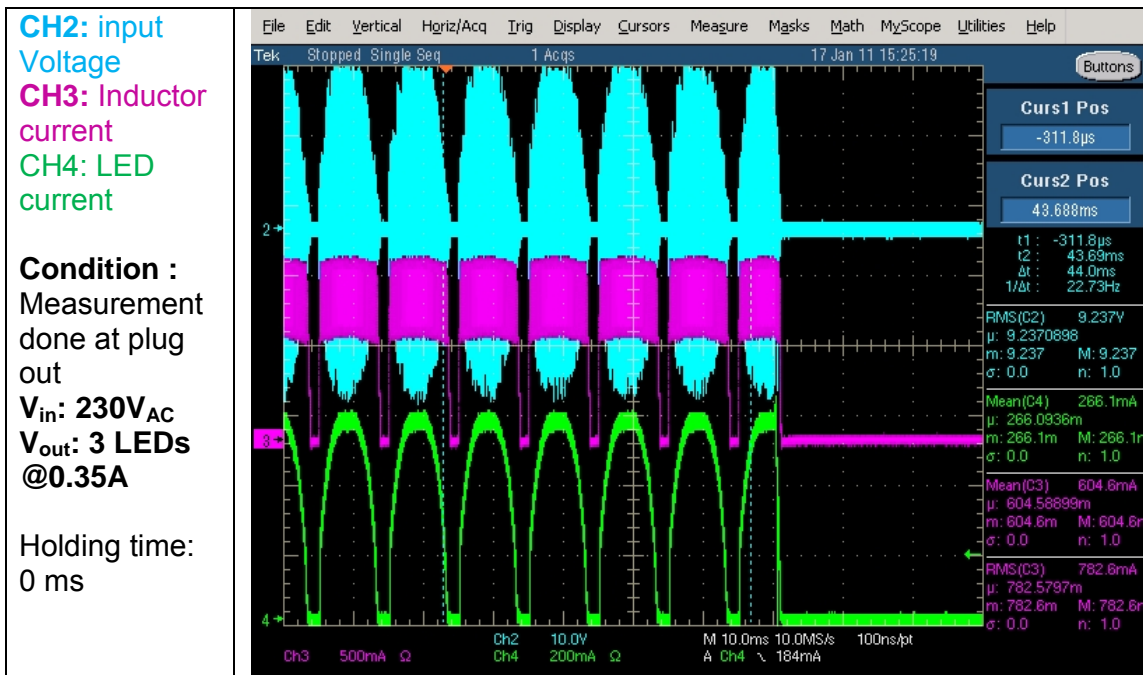 CH2: input
Voltage
CH3: Inductor
current
CH4: LED
current
Condition :
Measurement
done at plug
out
Vin: 230VAC
Vout: 3 LEDs
@0.35A
Holding time:
0 ms
File Edit Vertical Horiz/Acq Trig Display Cursors Measure Masks Math MyScope Utilities Help
Tek Stopped Single Seq 1 Acqs 17 Jan 11 15:25:19
Buttons
Curs1 Pos
-311.8µs
Curs2 Pos
43.688ms
t1 : -311.8µs
t2 : 43.69ms
Δt : 44.0ms
1/Δt : 22.73Hz
RMS(C2) 9.237V
µ: 9.2370898
m: 9.237 M: 9.237
σ: 0.0 n: 1.0
Mean(C4) 266.1mA
µ: 266.0936m
m: 266.1m M: 266.1m
σ: 0.0 n: 1.0
Mean(C3) 604.6mA
µ: 604.58899m
m: 604.6m M: 604.6m
σ: 0.0 n: 1.0
RMS(C3) 782.6mA
µ: 782.5797m
m: 782.6m M: 782.6m
σ: 0.0 n: 1.0
2
3
4
Ch2 10.0V M 10.0ms 10.0MS/s 100ns/pt
Ch3 500mA Ω Ch4 200mA Ω A Ch4 \ 184mA